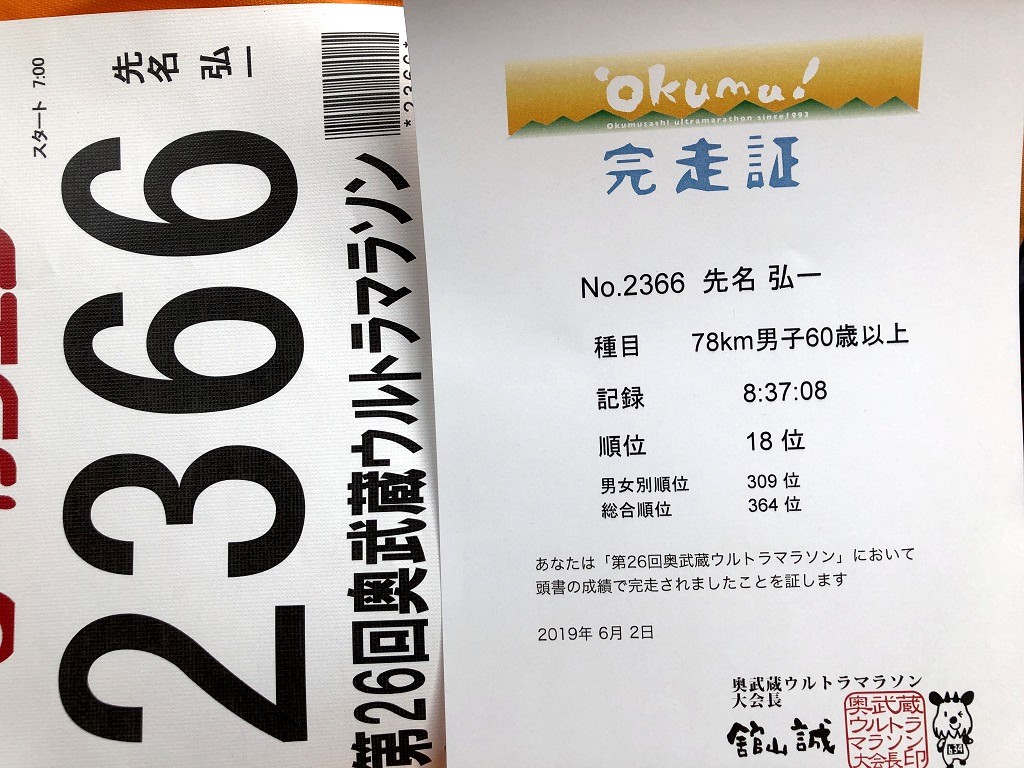 スタート 7:00
先名 弘一
*2366*
2366
第26回奥武蔵ウルトラマラソン
Okumu!
Okumusashi ultramarathon since1993
完走証
No.2366 先名 弘一
種目 78km男子60歳以上
記録 8:37:08
順位 18 位
男女別順位 309 位
総合順位 364 位
あなたは「第26回奥武蔵ウルトラマラソン」において
頭書の成績で完走されましたことを証します
2019年 6月 2日
奥武蔵ウルトラマラソン
大会長
舘山 誠
奥武蔵
ウルトラ
マラソン
大会長印